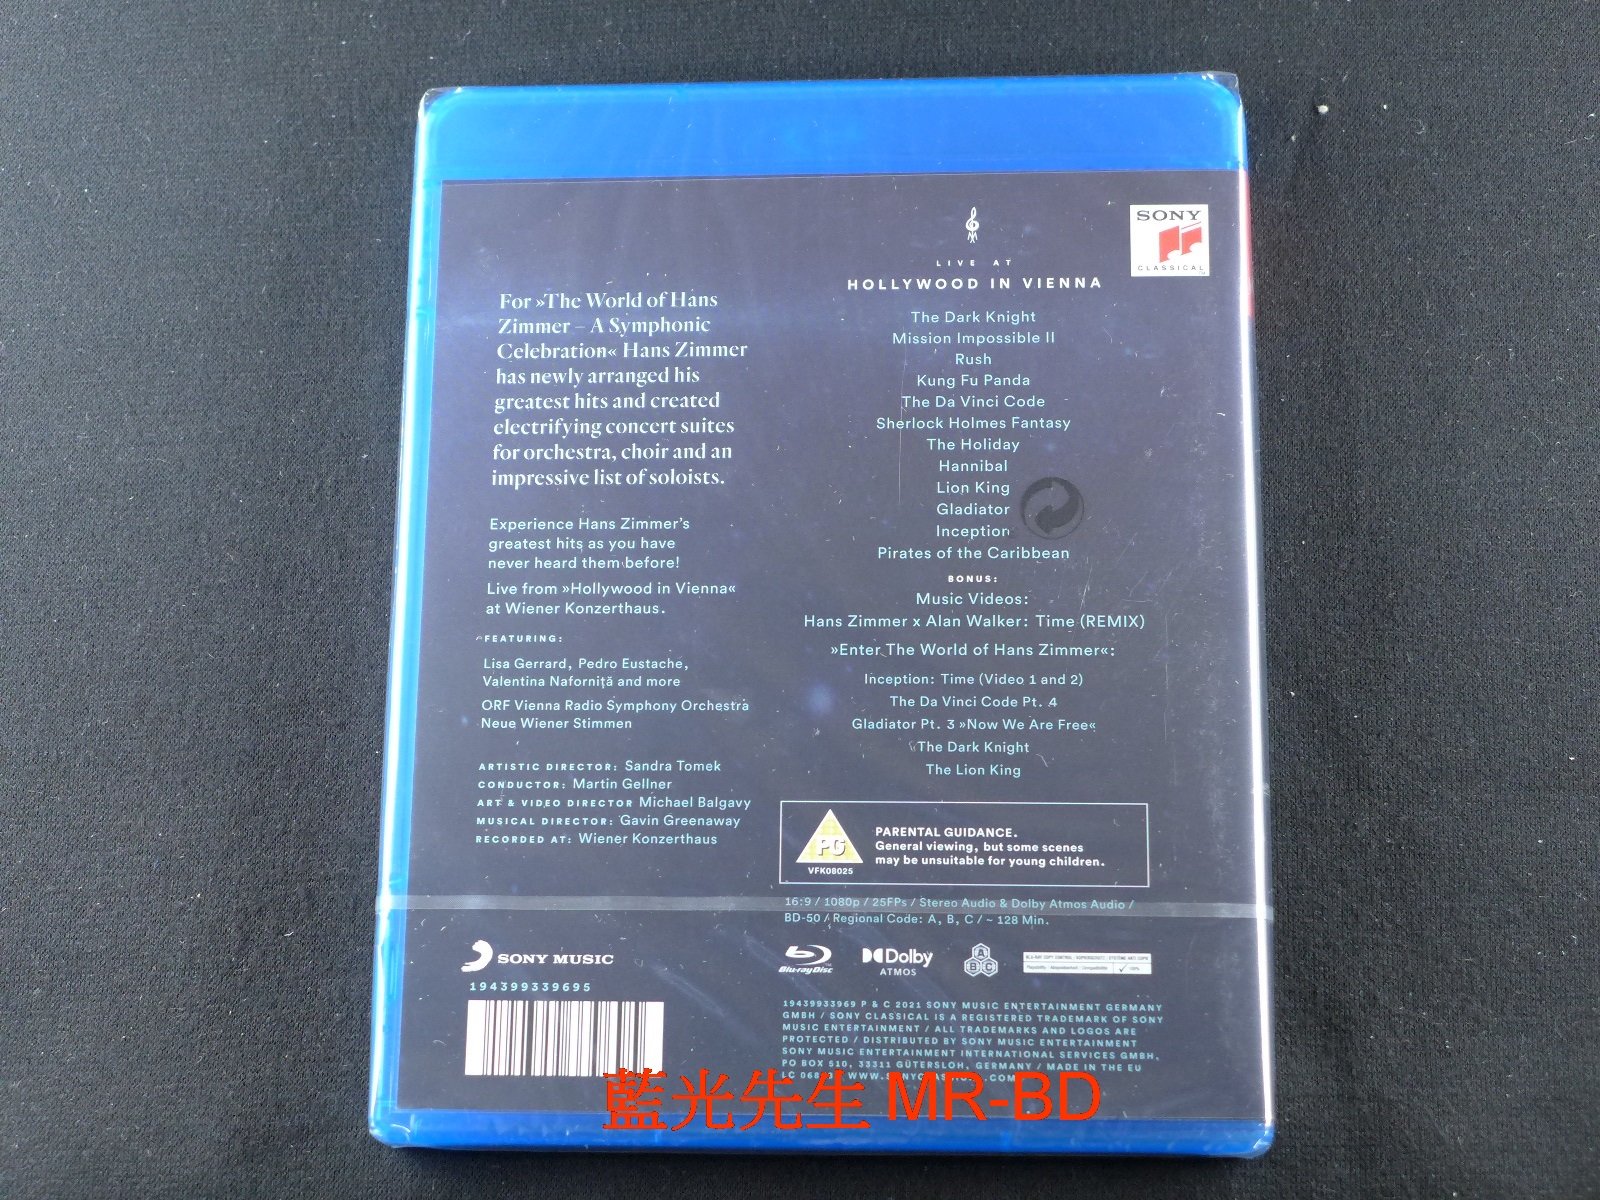 For »The World of Hans
Zimmer – A Symphonic
Celebration« Hans Zimmer
has newly arranged his
greatest hits and created
electrifying concert suites
for orchestra, choir and an
impressive list of soloists.
Experience Hans Zimmer's
greatest hits as you have
never heard them before!
Live from »Hollywood in Vienna«
at Wiener Konzerthaus.
FEATURING:
Lisa Gerrard, Pedro Eustache,
Valentina Naforniță and more
ORF Vienna Radio Symphony Orchestra
Neue Wiener Stimmen
ARTISTIC DIRECTOR: Sandra Tomek
CONDUCTOR: Martin Gellner
ART & VIDEO DIRECTOR Michael Balgavy
MUSICAL DIRECTOR: Gavin Greenaway
RECORDED AT: Wiener Konzerthaus
SONY MUSIC
194399339695
SONY
CLASSICAL
LIVE AT
HOLLYWOOD IN VIENNA
The Dark Knight
Mission Impossible II
Rush
Kung Fu Panda
The Da Vinci Code
Sherlock Holmes Fantasy
The Holiday
Hannibal
Lion King
Gladiator
Inception
Pirates of the Caribbean
BONUS:
Music Videos:
Hans Zimmer x Alan Walker: Time (REMIX)
»Enter The World of Hans Zimmer«:
Inception: Time (Video 1 and 2)
The Da Vinci Code Pt. 4
Gladiator Pt. 3 »Now We Are Free«
The Dark Knight
The Lion King
PG
VFK08025
PARENTAL GUIDANCE.
General viewing, but some scenes
may be unsuitable for young children.
16:9 / 1080p / 25FPs / Stereo Audio & Dolby Atmos Audio /
BD-50 / Regional Code: A, B, C / ~ 128 Min.
Blu-ray Disc
Dolby
ATMOS
A
B C
19439933969 P & C 2021 SONY MUSIC ENTERTAINMENT GERMANY
GMBH / SONY CLASSICAL IS A REGISTERED TRADEMARK OF SONY
MUSIC ENTERTAINMENT / ALL TRADEMARKS AND LOGOS ARE
PROTECTED / DISTRIBUTED BY SONY MUSIC ENTERTAINMENT
SONY MUSIC ENTERTAINMENT INTERNATIONAL SERVICES GMBH,
PO BOX 510, 33311 GÜTERSLOH, GERMANY / MADE IN THE EU
藍光先生 MR-BD